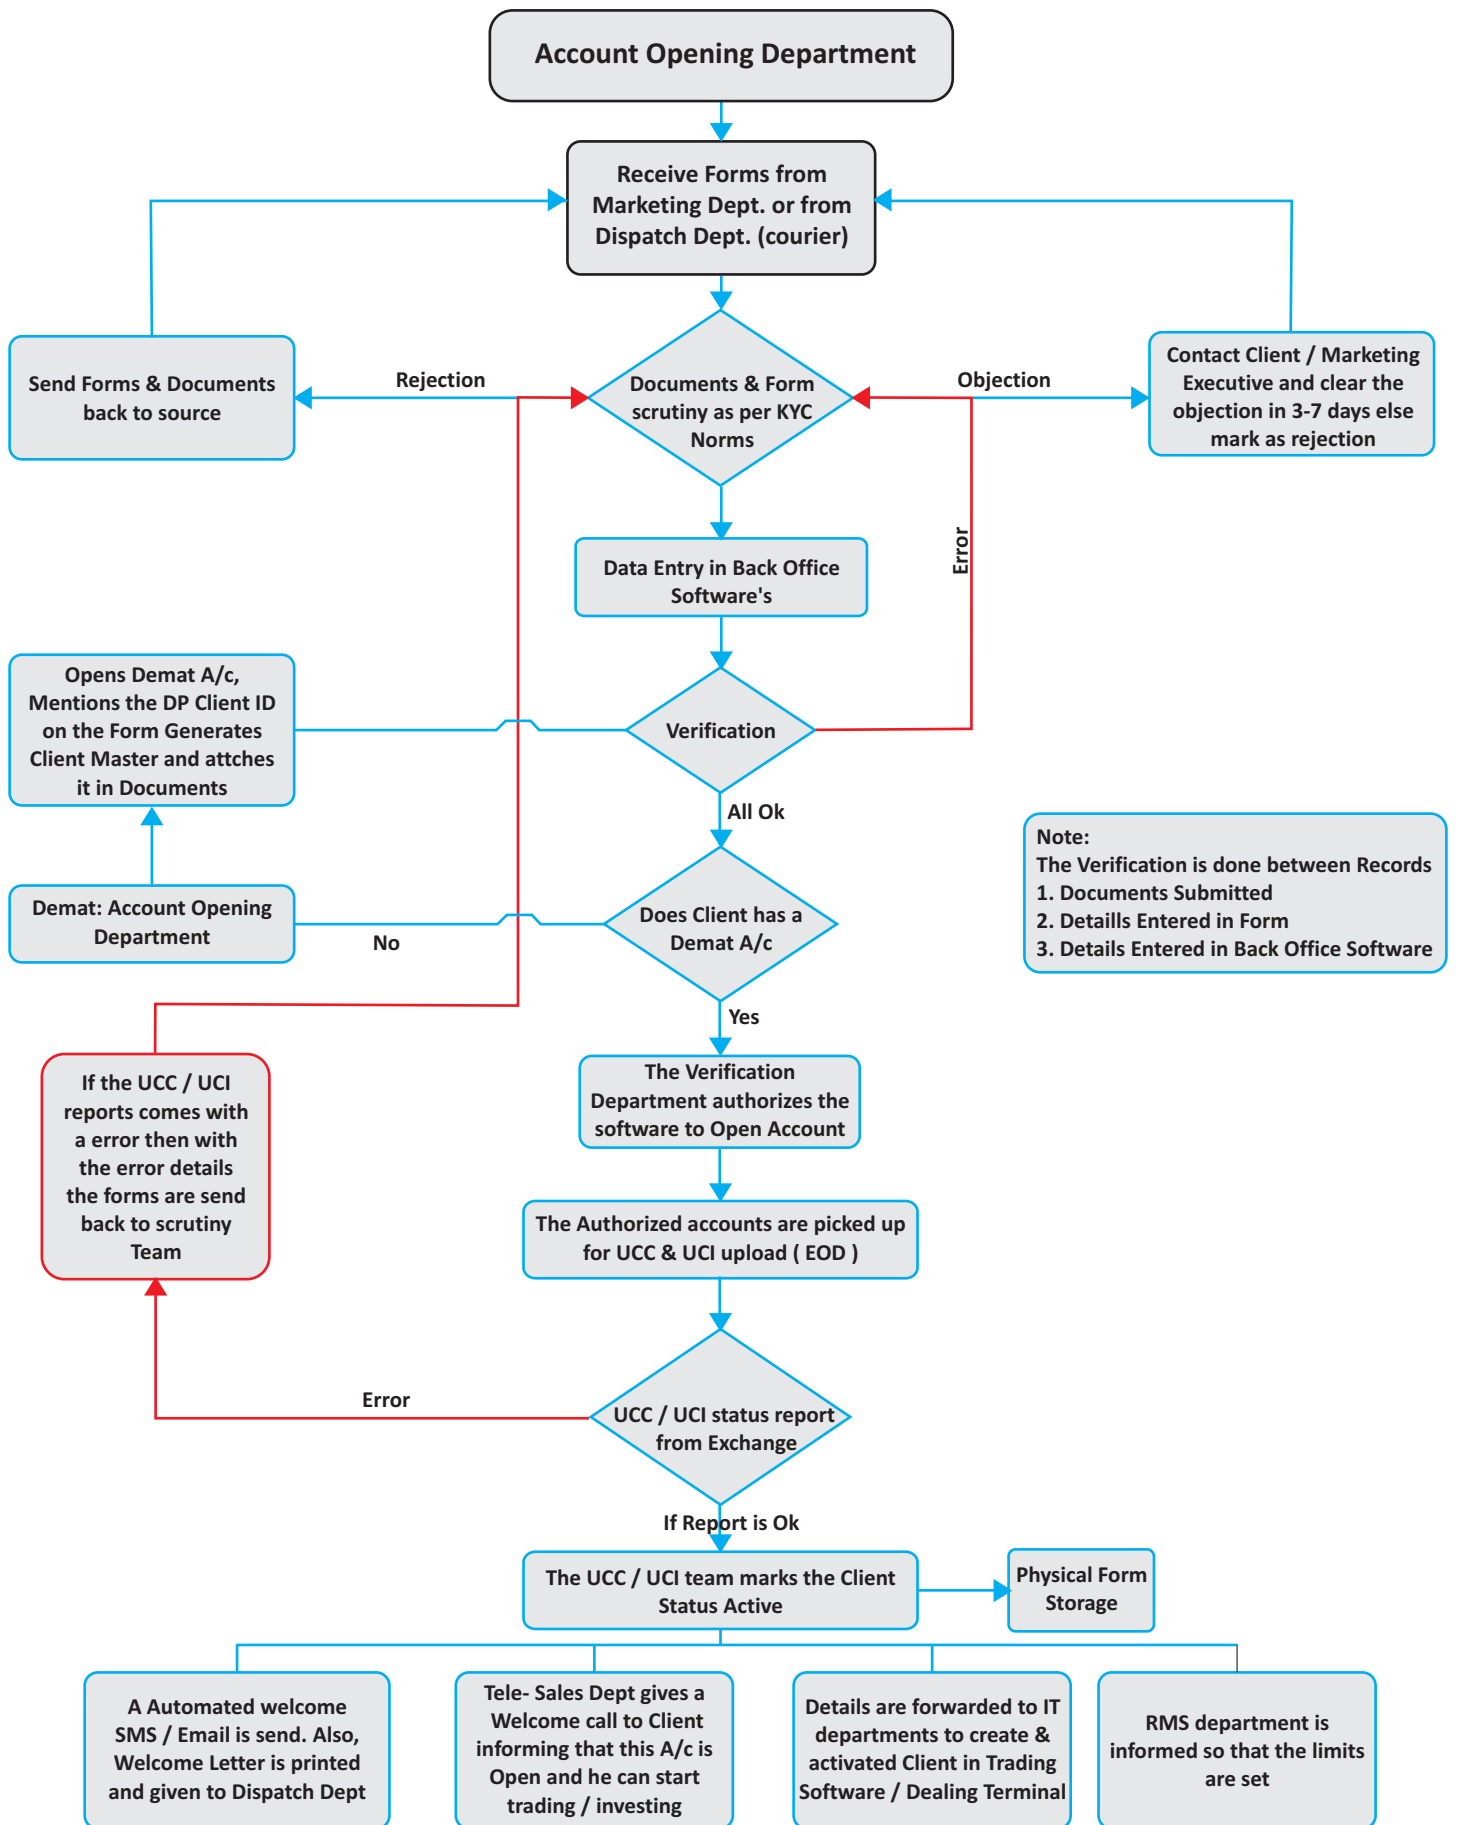 Account Opening Department
Receive Forms from
Marketing Dept. or from
Dispatch Dept. (courier)
Send Forms & Documents
back to source
Rejection
Documents & Form
scrutiny as per KYC
Norms
Objection
Contact Client / Marketing
Executive and clear the
objection in 3-7 days else
mark as rejection
Error
Data Entry in Back Office
Software's
Opens Demat A/c,
Mentions the DP Client ID
on the Form Generates
Client Master and attches
it in Documents
Verification
All Ok
Note:
The Verification is done between Records
1. Documents Submitted
2. Detaills Entered in Form
3. Details Entered in Back Office Software
Demat: Account Opening
Department
No
Does Client has a
Demat A/c
Yes
The Verification
Department authorizes the
software to Open Account
If the UCC / UCI
reports comes with
a error then with
the error details
the forms are send
back to scrutiny
Team
The Authorized accounts are picked up
for UCC & UCI upload ( EOD )
Error
UCC / UCI status report
from Exchange
If Report is Ok
The UCC / UCI team marks the Client
Status Active
Physical Form
Storage
A Automated welcome
SMS / Email is send. Also,
Welcome Letter is printed
and given to Dispatch Dept
Tele- Sales Dept gives a
Welcome call to Client
informing that this A/c is
Open and he can start
trading / investing
Details are forwarded to IT
departments to create &
activated Client in Trading
Software / Dealing Terminal
RMS department is
informed so that the limits
are set